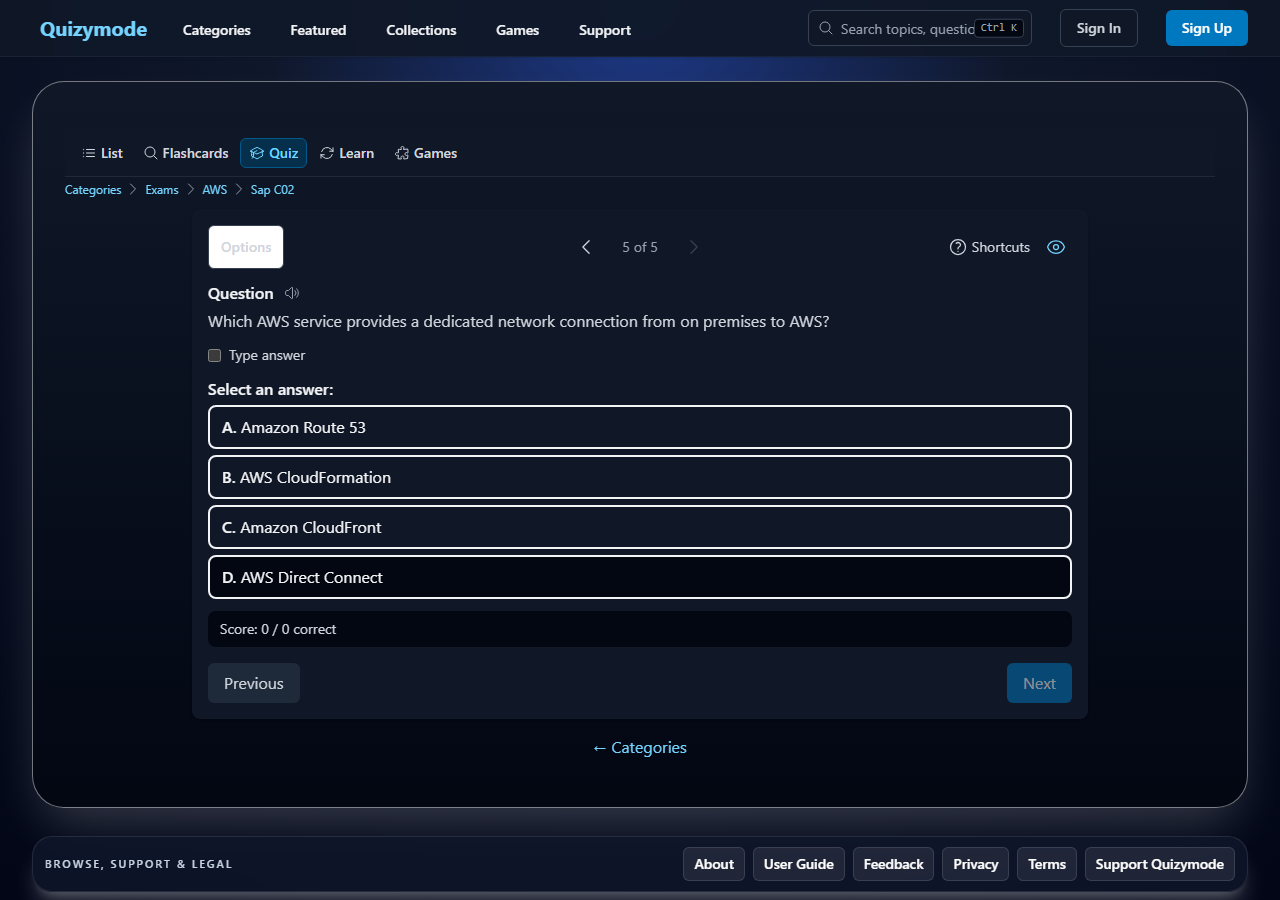 Quizymode Categories Featured Collections Games Support Search topics, questio Ctrl K Sign In Sign Up
List Flashcards Quiz Learn Games
Categories Exams AWS Sap C02
Options 5 of 5 Shortcuts
Question
Which AWS service provides a dedicated network connection from on premises to AWS?
Type answer
Select an answer:
A. Amazon Route 53
B. AWS CloudFormation
C. Amazon CloudFront
D. AWS Direct Connect
Score: 0 / 0 correct
Previous Next
← Categories
BROWSE, SUPPORT & LEGAL About User Guide Feedback Privacy Terms Support Quizymode